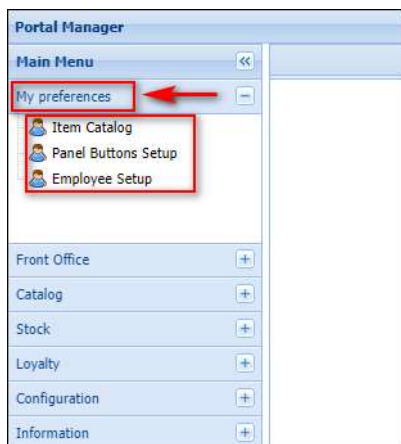 Portal Manager
Main Menu
My preferences
Item Catalog
Panel Buttons Setup
Employee Setup
Front Office
Catalog
Stock
Loyalty
Configuration
Information